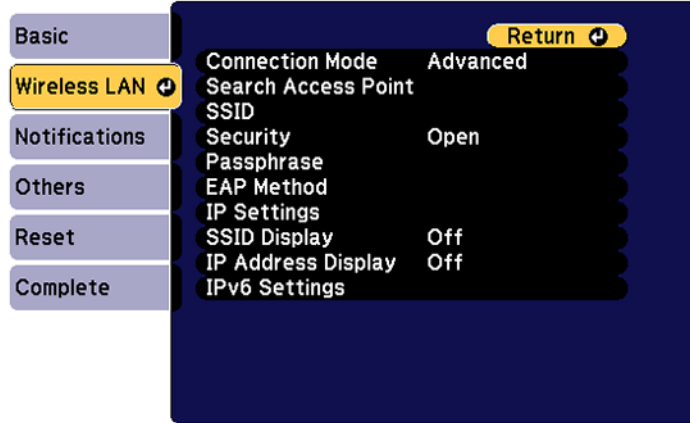 Basic
Wireless LAN
Notifications
Others
Reset
Complete
Return
Connection Mode Advanced
Search Access Point
SSID
Security Open
Passphrase
EAP Method
IP Settings
SSID Display Off
IP Address Display Off
IPv6 Settings